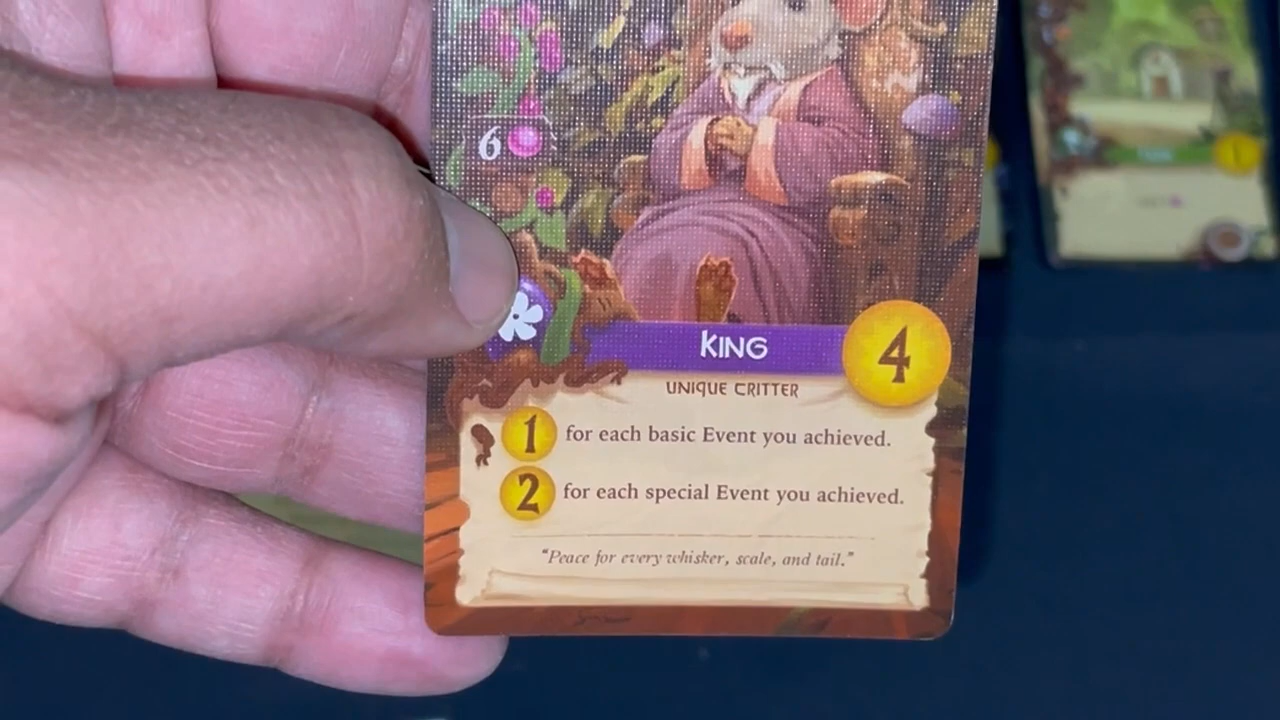 6
KING
4
UNIQUE CRITTER
1 for each basic Event you achieved.
2 for each special Event you achieved.
"Peace for every whisker, scale, and tail."